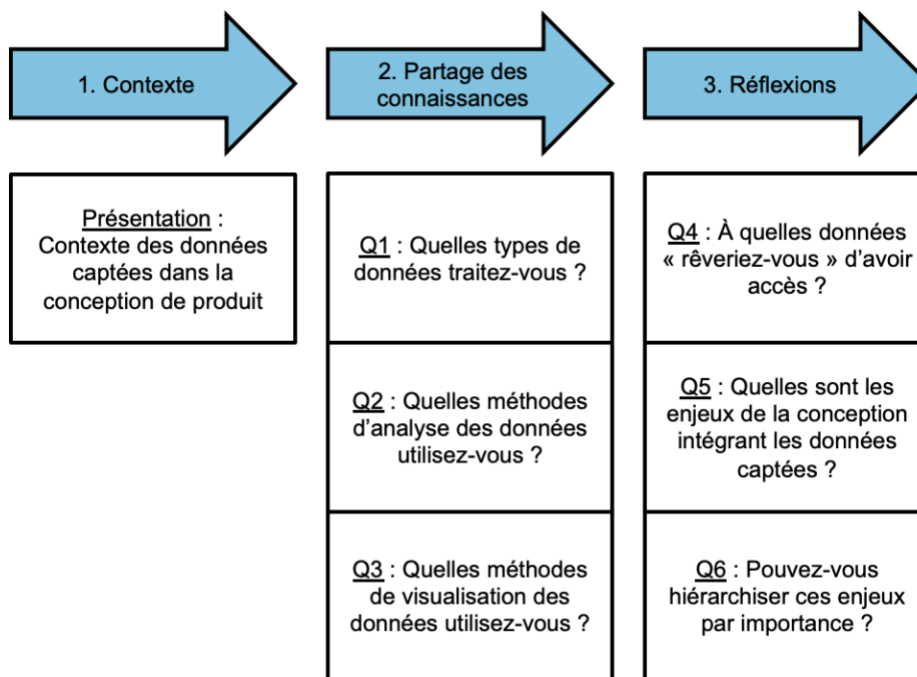 1. Contexte
2. Partage des
connaissances
3. Réflexions
Présentation :
Contexte des données
captées dans la
conception de produit
Q1 : Quelles types de
données traitez-vous ?
Q2 : Quelles méthodes
d'analyse des données
utilisez-vous ?
Q3 : Quelles méthodes
de visualisation des
données utilisez-vous ?
Q4 : À quelles données
« rêveriez-vous » d'avoir
accès ?
Q5 : Quelles sont les
enjeux de la conception
intégrant les données
captées ?
Q6 : Pouvez-vous
hiérarchiser ces enjeux
par importance ?